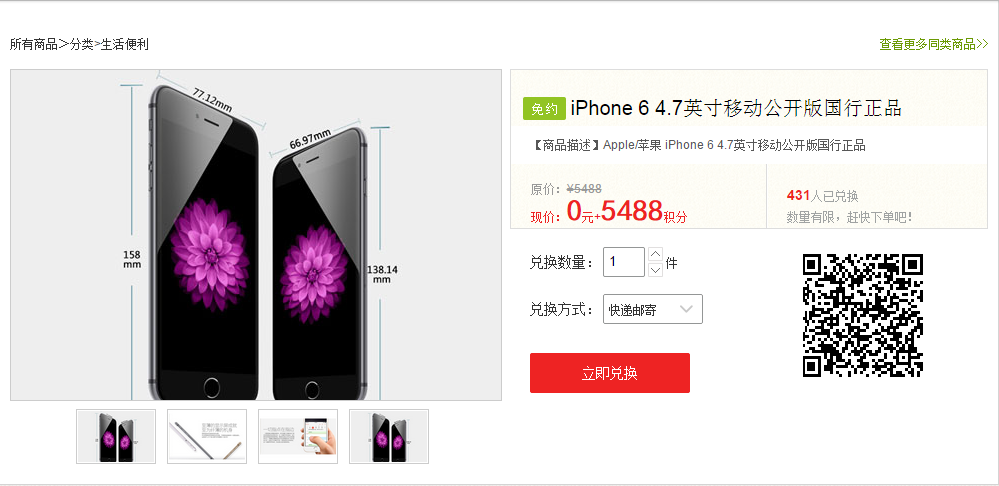 所有商品>分类>生活便利
查看更多同类商品>>
77.12mm
66.97mm
158
mm
138.14
mm
免约 iPhone 6 4.7英寸移动公开版国行正品
【商品描述】Apple/苹果 iPhone 6 4.7英寸移动公开版国行正品
原价：¥5488
现价：0元+5488积分
431人已兑换
数量有限，赶快下单吧！
兑换数量： 1 件
兑换方式： 快递邮寄
立即兑换